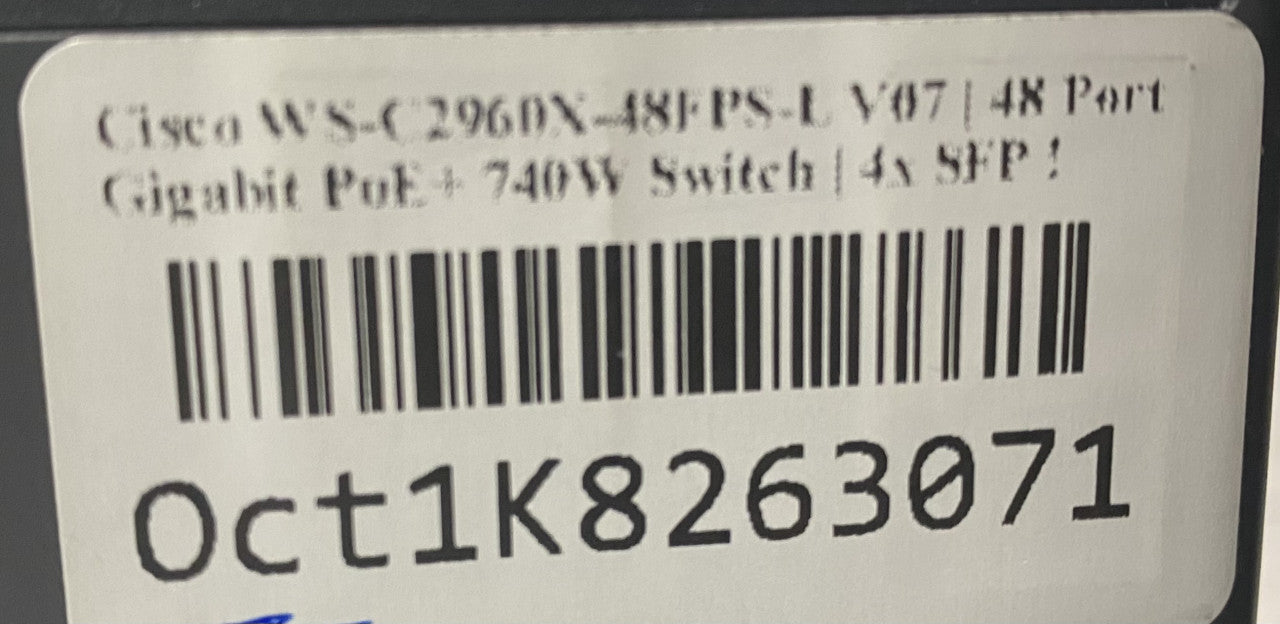 Cisco WS-C2960X-48FPS-L V07 | 48 Port
Gigabit PoE+ 740W Switch | 4x SFP !
Oct1K8263071